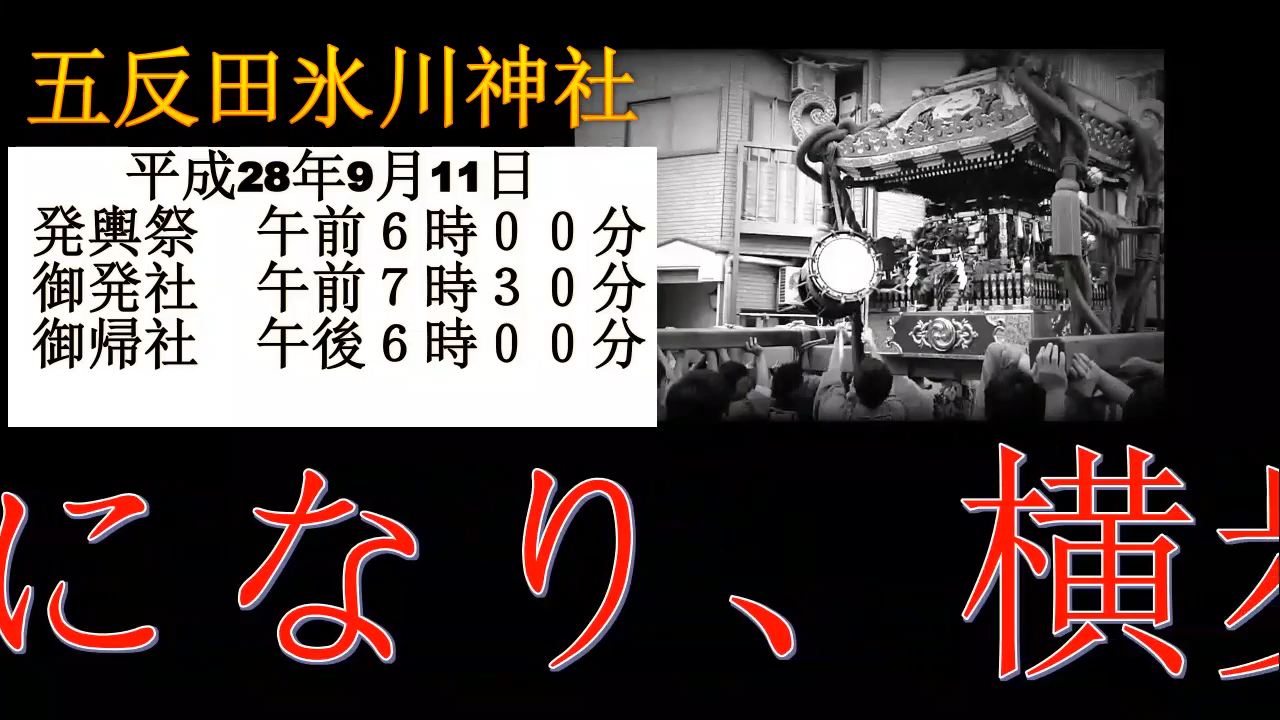 五反田氷川神社
平成28年9月11日
発輿祭　午前６時００分
御発社　午前７時３０分
御帰社　午後６時００分
になり、横